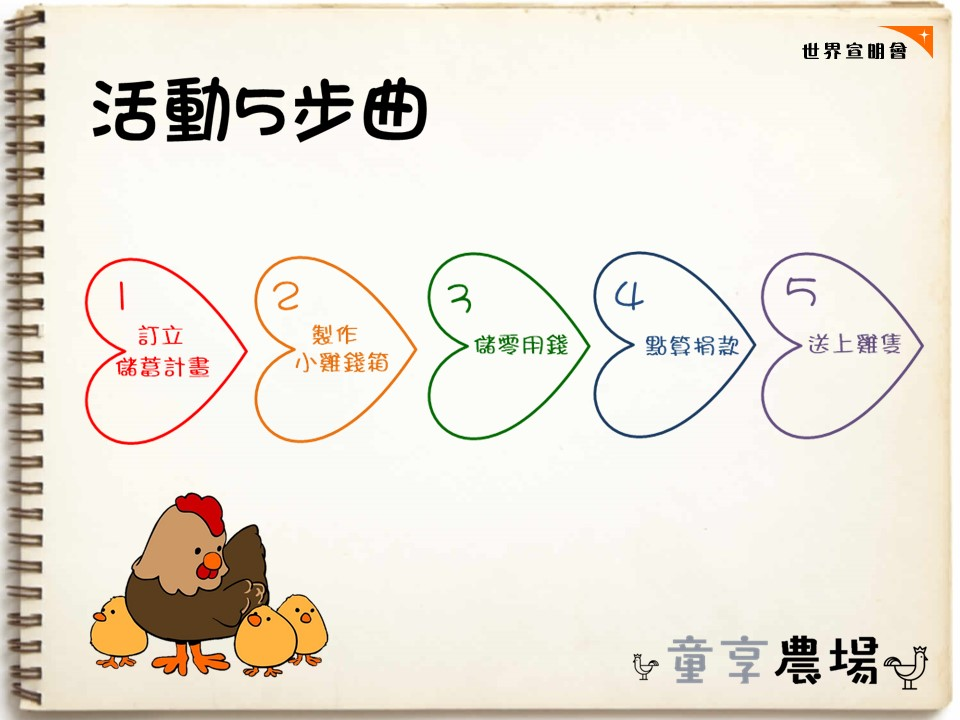 世界宣明會
活動5步曲
1
訂立
儲蓄計畫
2
製作
小雞錢箱
3
儲零用錢
4
點算捐款
5
送上雞隻
童享農場